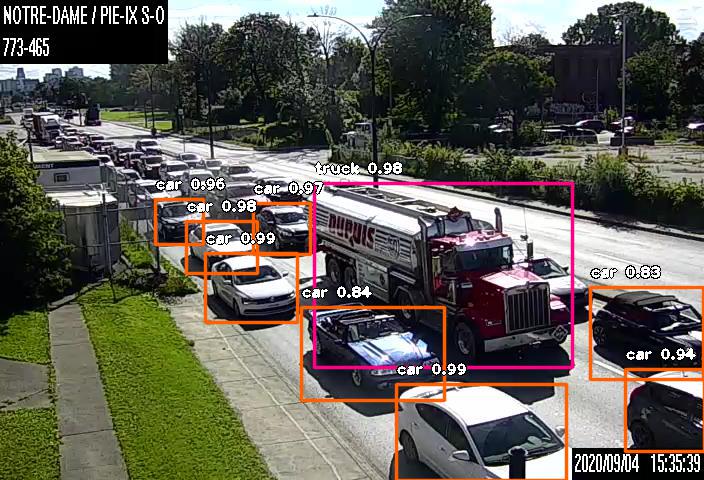 NOTRE-DAME / PIE-IX S-O
773-465
truck 0.98
car 0.96
car 0.97
car 0.98
car 0.99
car 0.84
car 0.83
car 0.94
car 0.99
DUPUIS
2020/09/04 15:35:39